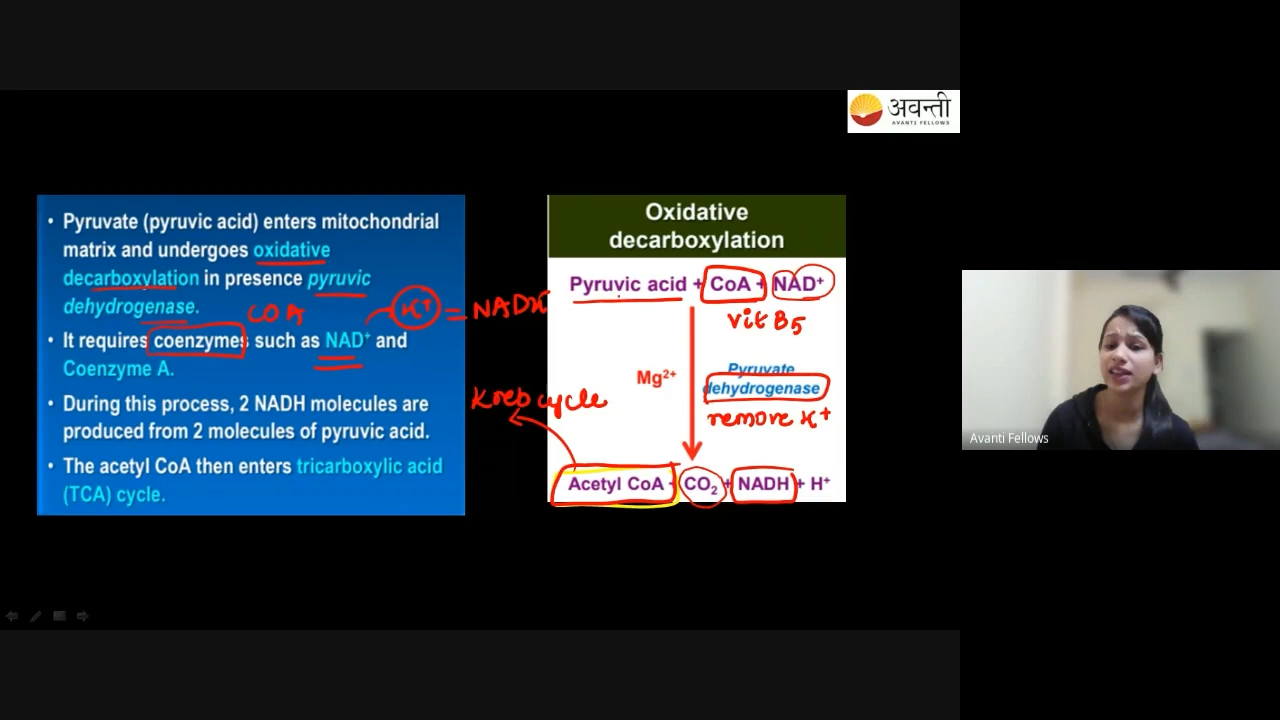 अवन्ती
AVANTI FELLOWS
• Pyruvate (pyruvic acid) enters mitochondrial
matrix and undergoes oxidative
decarboxylation in presence pyruvic
dehydrogenase.
COA
H+ = NADH
• It requires coenzymes such as NAD+ and
Coenzyme A.
• During this process, 2 NADH molecules are
produced from 2 molecules of pyruvic acid.
• The acetyl CoA then enters tricarboxylic acid
(TCA) cycle.
Kreb cycle
Oxidative
decarboxylation
Pyruvic acid + CoA + NAD+
vit B5
Mg2+
Pyruvate
dehydrogenase
remove H+
Acetyl CoA + CO2 + NADH + H+
Avanti Fellows